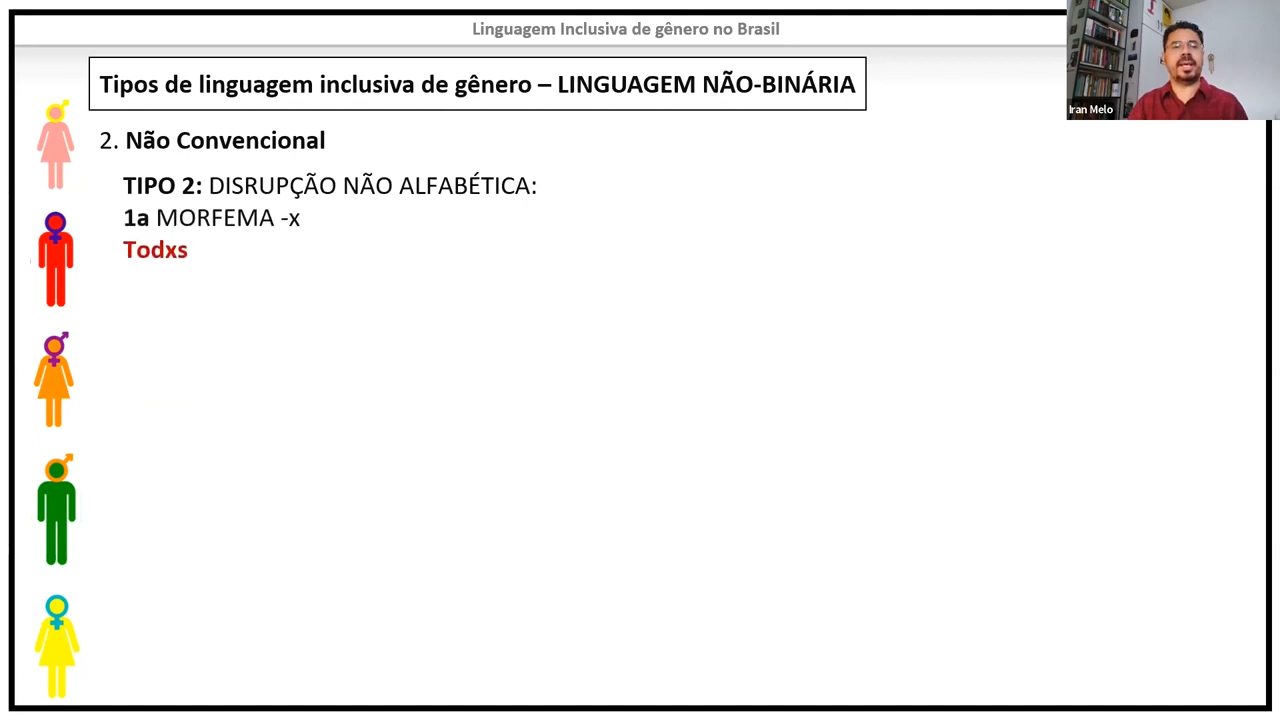 Linguagem Inclusiva de gênero no Brasil
Tipos de linguagem inclusiva de gênero – LINGUAGEM NÃO-BINÁRIA
Iran Melo
2. Não Convencional
TIPO 2: DISRUPÇÃO NÃO ALFABÉTICA:
1a MORFEMA -x
Todxs